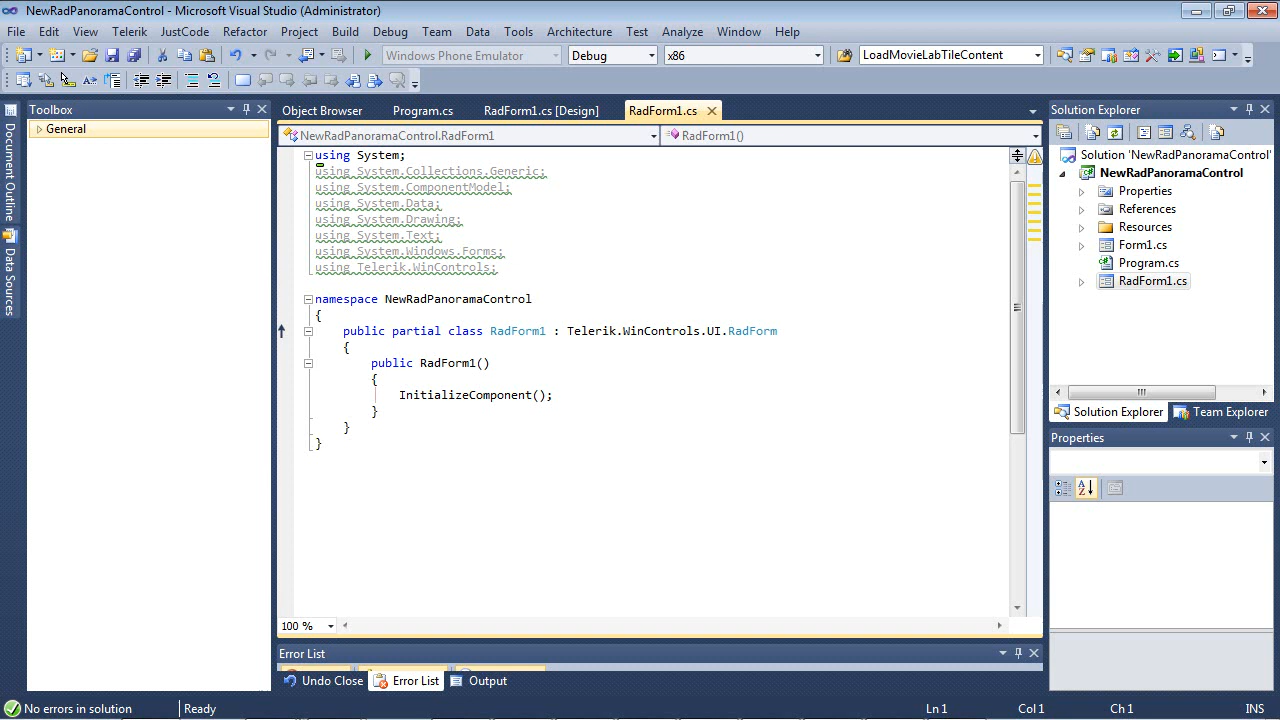 NewRadPanoramaControl - Microsoft Visual Studio (Administrator)
File Edit View Telerik JustCode Refactor Project Build Debug Team Data Tools Architecture Test Analyze Window Help
Windows Phone Emulator Debug x86 LoadMovieLabTileContent
Document Outline
Data Sources
Toolbox
General
Object Browser Program.cs RadForm1.cs [Design] RadForm1.cs
NewRadPanoramaControl.RadForm1 RadForm1()
using System;
using System.Collections.Generic;
using System.ComponentModel;
using System.Data;
using System.Drawing;
using System.Text;
using System.Windows.Forms;
using Telerik.WinControls;
namespace NewRadPanoramaControl
{
public partial class RadForm1 : Telerik.WinControls.UI.RadForm
{
public RadForm1()
{
InitializeComponent();
}
}
}
100 %
Error List
Undo Close Error List Output
Solution Explorer
Solution 'NewRadPanoramaControl'
NewRadPanoramaControl
Properties
References
Resources
Form1.cs
Program.cs
RadForm1.cs
Solution Explorer Team Explorer
Properties
No errors in solution Ready Ln 1 Col 1 Ch 1 INS